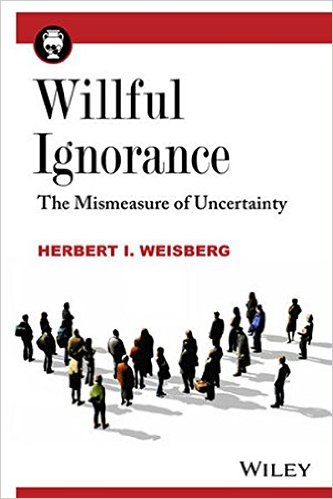 Willful
Ignorance
The Mismeasure of Uncertainty
HERBERT I. WEISBERG
WILEY